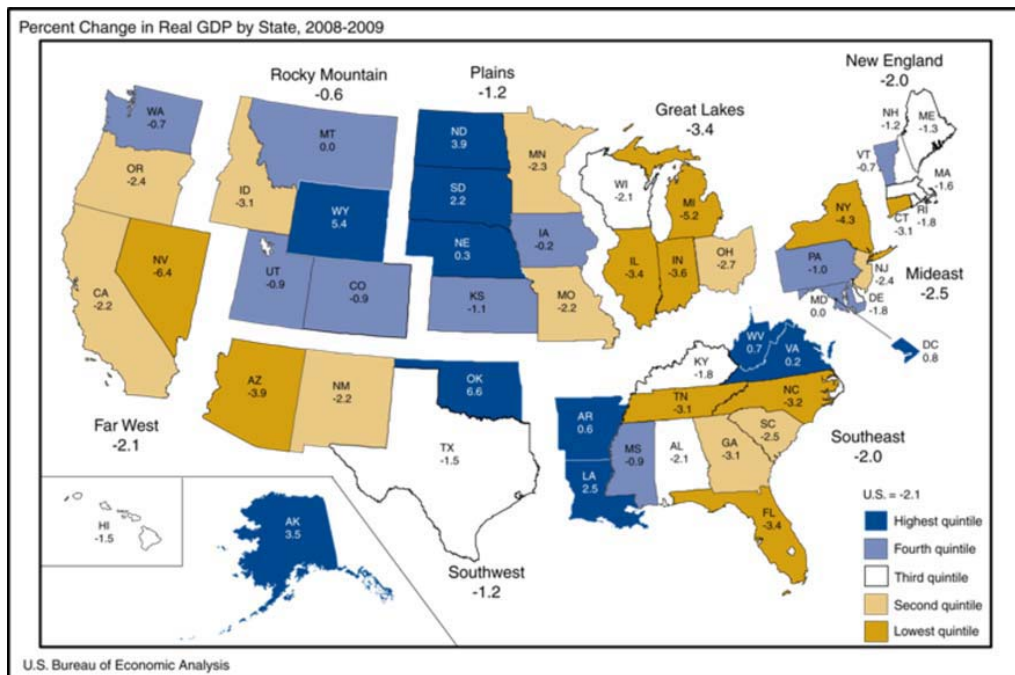 Percent Change in Real GDP by State, 2008-2009
New England
-2.0
Rocky Mountain
-0.6
Plains
-1.2
Great Lakes
-3.4
WA
-0.7
MT
0.0
ND
3.9
MN
-2.3
NH
-1.2
ME
-1.3
VT
-0.7
OR
-2.4
ID
-3.1
WY
5.4
SD
2.2
WI
-2.1
MI
-5.2
NY
-4.3
MA
-1.6
CT
-3.1
RI
-1.8
NV
-6.4
UT
-0.9
CO
-0.9
NE
0.3
IA
-0.2
IL
-3.4
IN
-3.6
OH
-2.7
PA
-1.0
NJ
-2.4
Mideast
-2.5
CA
-2.2
KS
-1.1
MO
-2.2
MD
0.0
DE
-1.8
WV
0.7
VA
0.2
DC
0.8
KY
-1.8
AZ
-3.9
NM
-2.2
OK
6.6
AR
0.6
TN
-3.1
NC
-3.2
SC
-2.5
Far West
-2.1
TX
-1.5
LA
2.5
MS
-0.9
AL
-2.1
GA
-3.1
Southeast
-2.0
FL
-3.4
HI
-1.5
AK
3.5
Southwest
-1.2
U.S. = -2.1
Highest quintile
Fourth quintile
Third quintile
Second quintile
Lowest quintile
U.S. Bureau of Economic Analysis